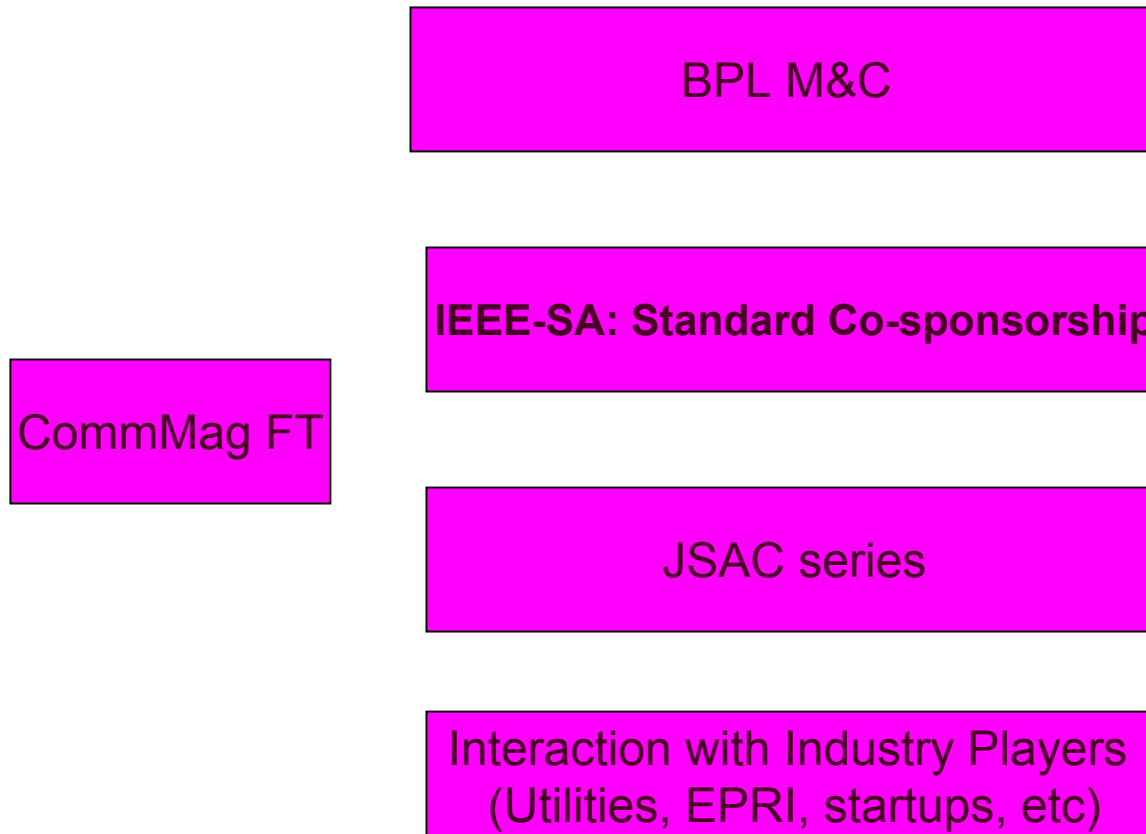 BPL M&C
IEEE-SA: Standard Co-sponsorship
CommMag FT
JSAC series
Interaction with Industry Players
(Utilities, EPRI, startups, etc)